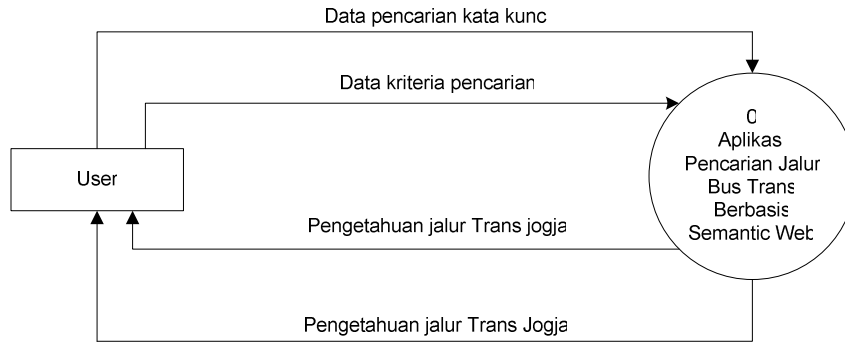 Data pencarian kata kunc
Data kriteria pencarian
User
0
Aplikas
Pencarian Jalur
Bus Trans
Berbasis
Semantic Web
Pengetahuan jalur Trans jogja
Pengetahuan jalur Trans Jogja